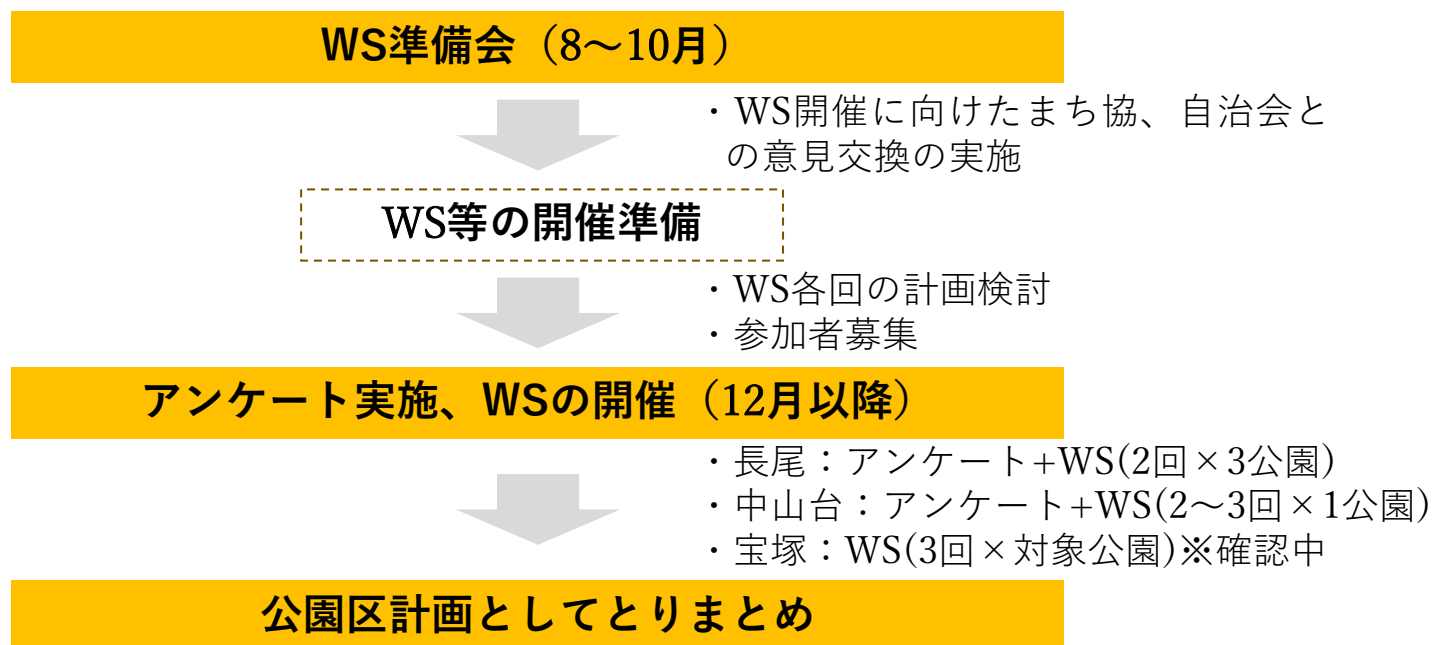 WS準備会（8～10月）
・WS開催に向けたまち協、自治会と
の意見交換の実施
WS等の開催準備
・WS各回の計画検討
・参加者募集
アンケート実施、WSの開催（12月以降）
・長尾：アンケート+WS(2回×3公園)
・中山台：アンケート+WS(2～3回×1公園)
・宝塚：WS(3回×対象公園)※確認中
公園区計画としてとりまとめ